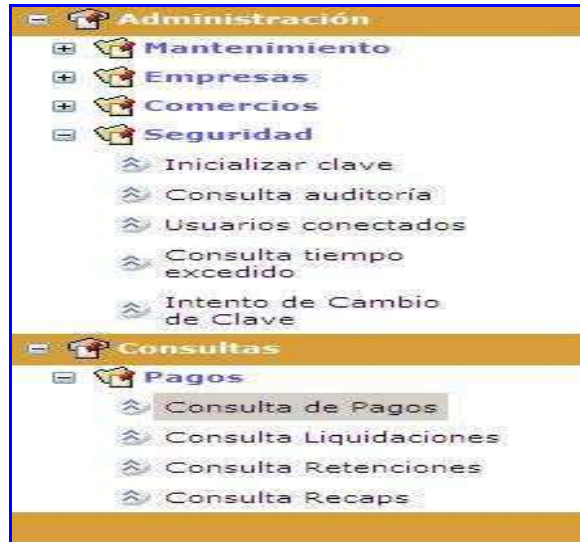 Administración
Mantenimiento
Empresas
Comercios
Seguridad
Inicializar clave
Consulta auditoría
Usuarios conectados
Consulta tiempo
excedido
Intento de Cambio
de Clave
Consultas
Pagos
Consulta de Pagos
Consulta Liquidaciones
Consulta Retenciones
Consulta Recaps